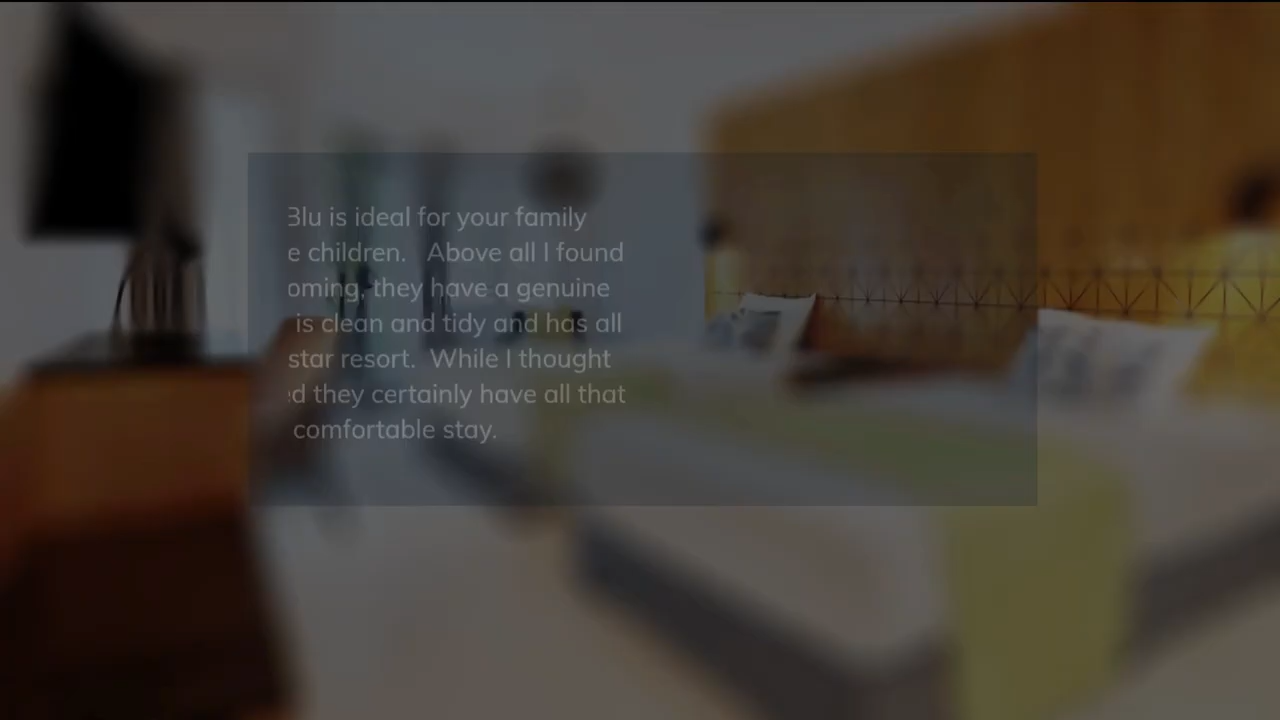 Blu is ideal for your family
children. Above all I found
they have a genuine
is clean and tidy and has all
star resort. While I thought
they certainly have all that
comfortable stay.